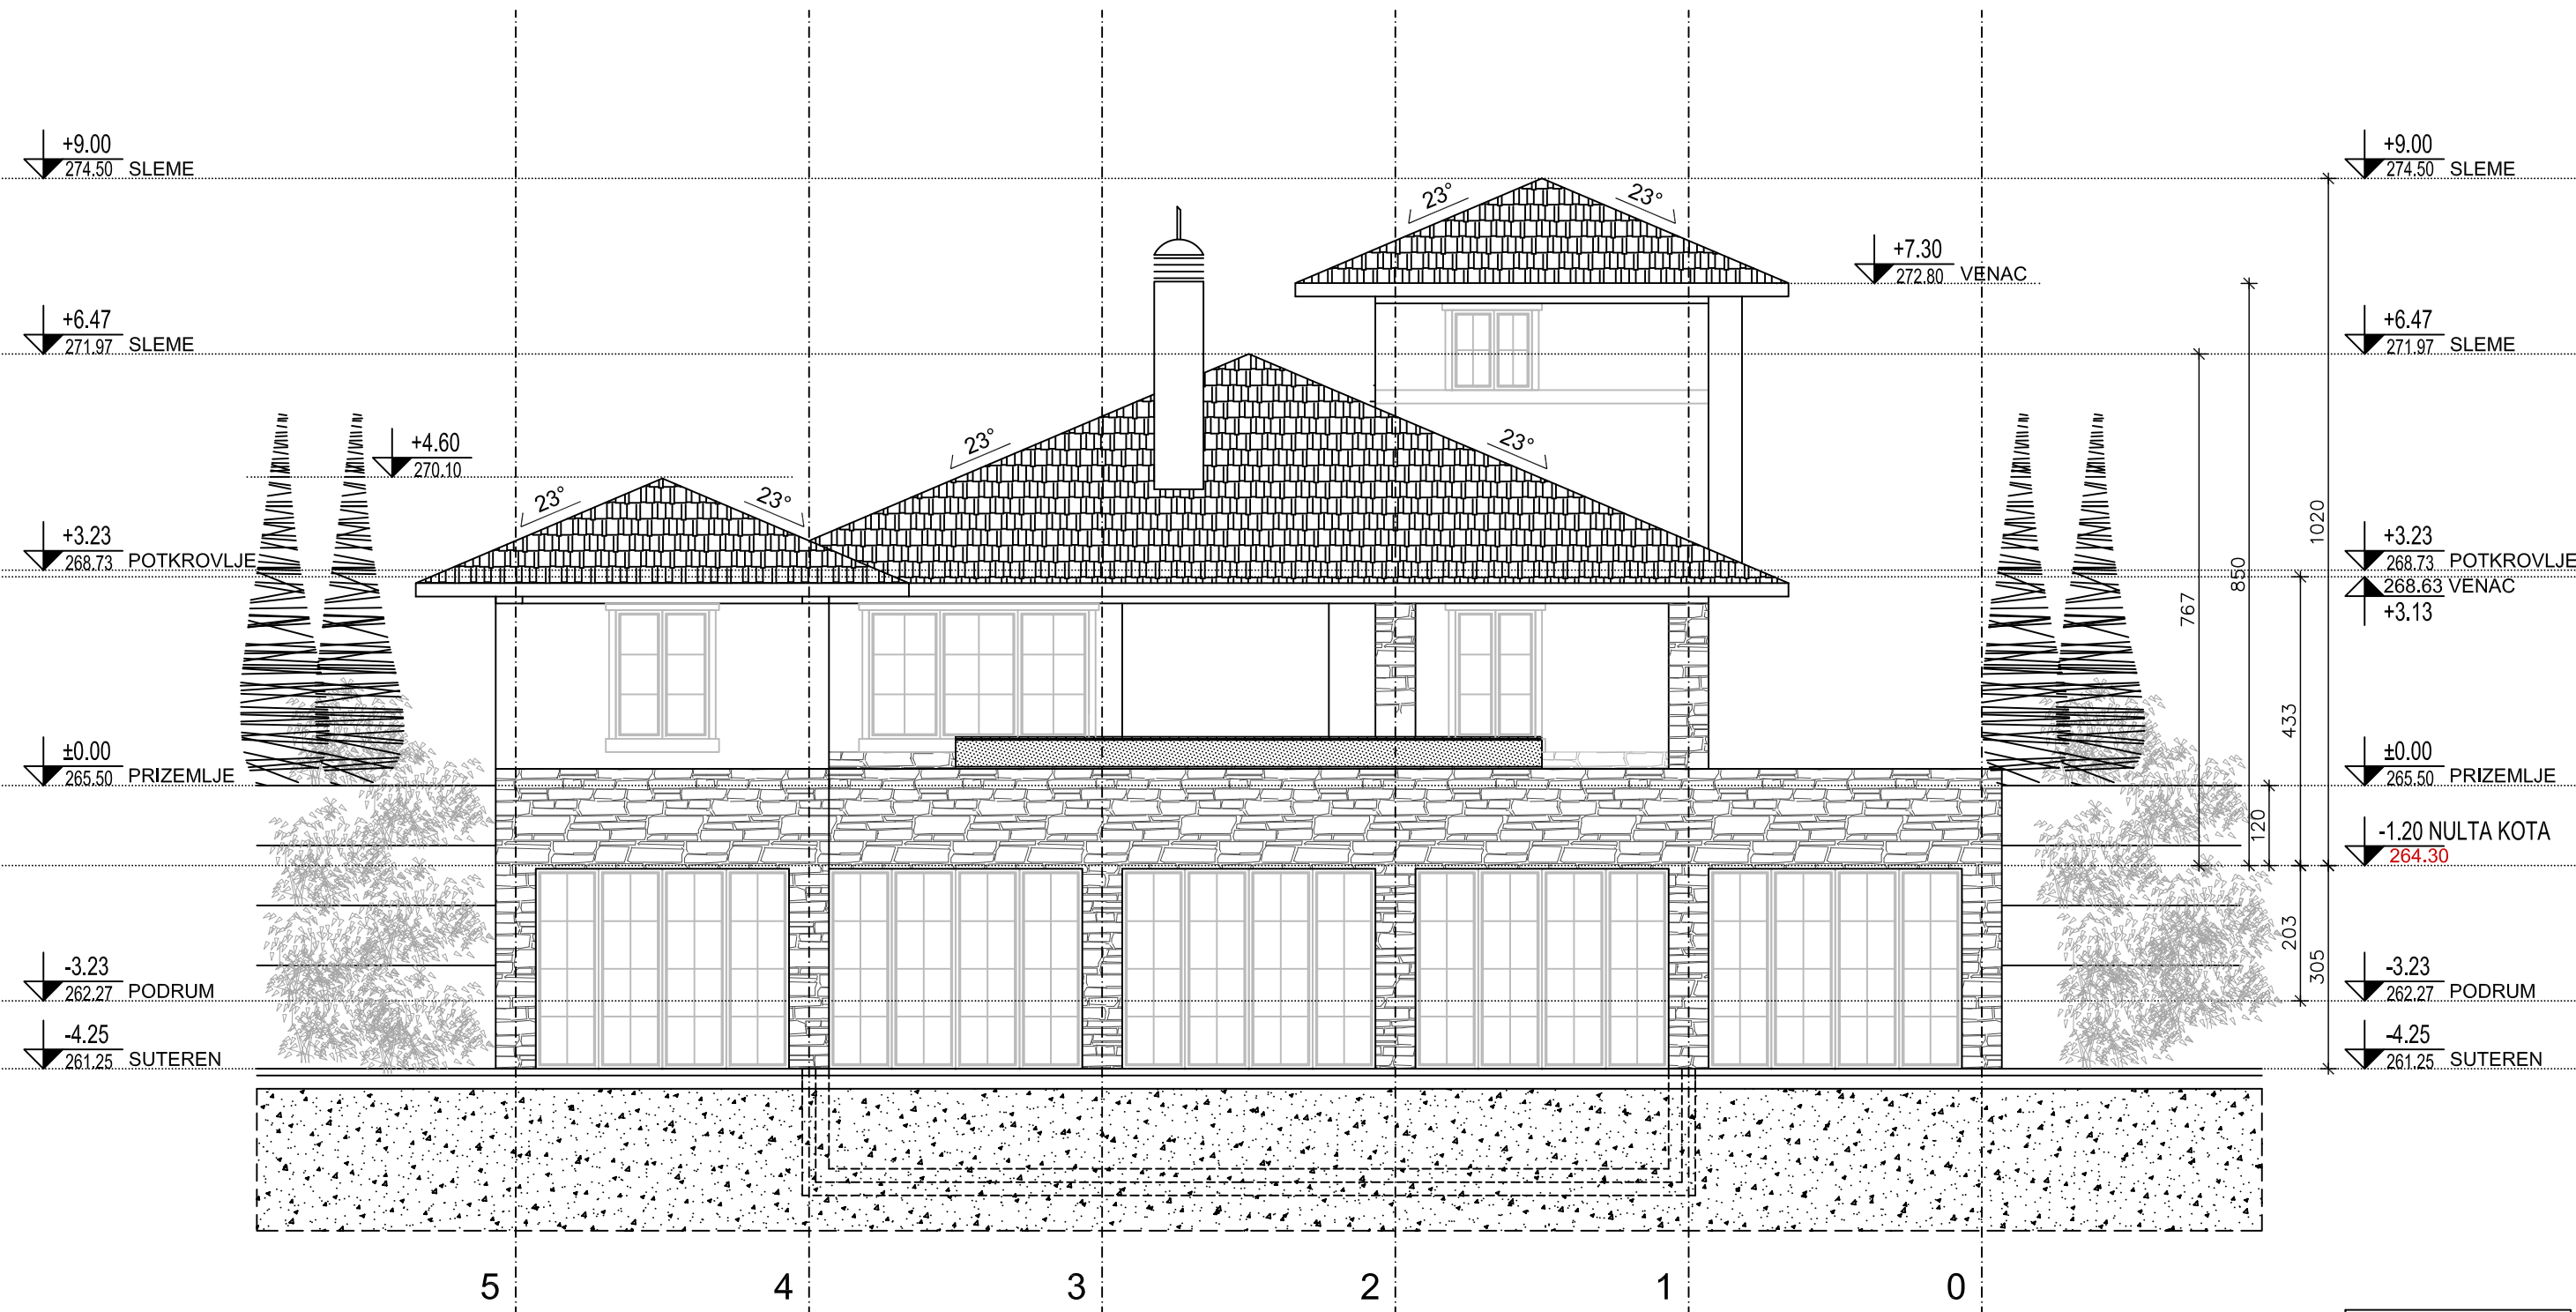 +9.00
274.50 SLEME
+9.00
274.50 SLEME
23°
23°
+7.30
272.80 VENAC
+6.47
271.97 SLEME
+6.47
271.97 SLEME
+4.60
270.10
23°
23°
23°
23°
1020
+3.23
268.73 POTKROVLJE
+3.23
268.73 POTKROVLJE
268.63 VENAC
+3.13
850
767
433
±0.00
265.50 PRIZEMLJE
±0.00
265.50 PRIZEMLJE
120
-1.20 NULTA KOTA
264.30
203
305
-3.23
262.27 PODRUM
-3.23
262.27 PODRUM
-4.25
261.25 SUTEREN
-4.25
261.25 SUTEREN
5 4 3 2 1 0